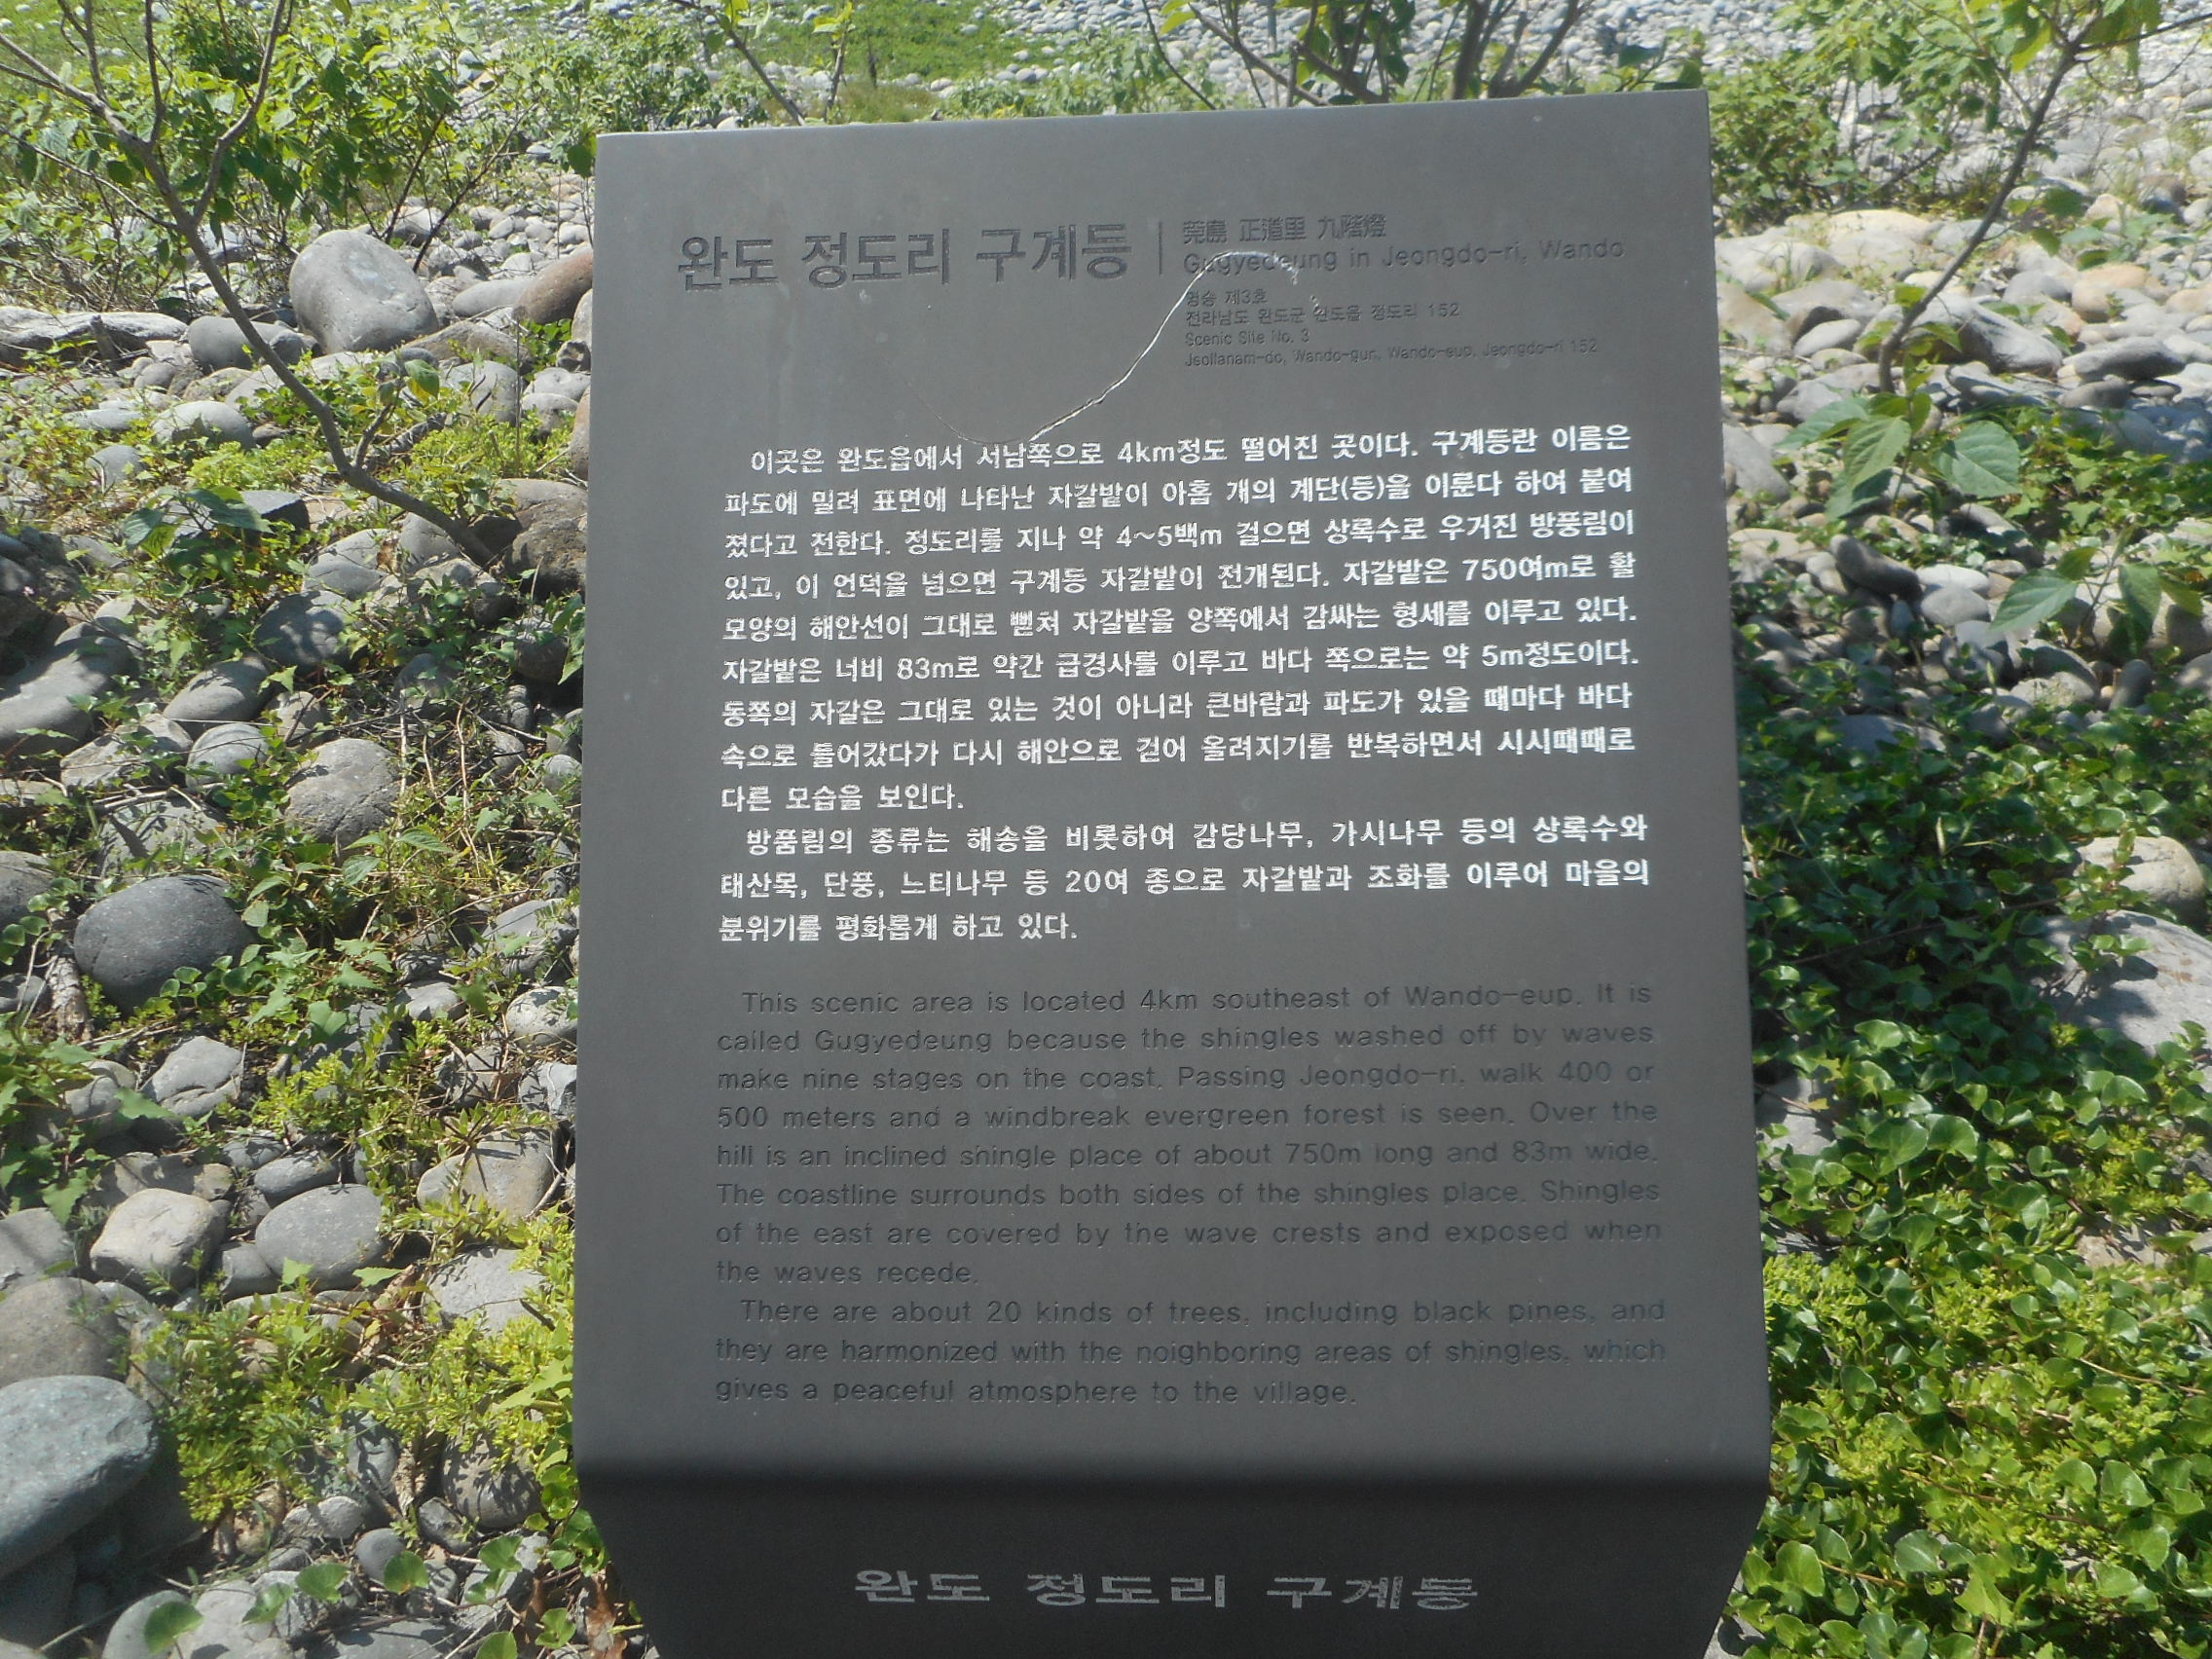 완도 정도리 구계등
莞島 正道里 九階燈
Gugyedeung in Jeongdo-ri, Wando
명승 제3호
전라남도 완도군 완도읍 정도리 152
Scenic Site No. 3
Jeollanam-do, Wando-gun, Wando-eup, Jeongdo-ri 152
이곳은 완도읍에서 서남쪽으로 4km정도 떨어진 곳이다. 구계등란 이름은
파도에 밀려 표면에 나타난 자갈밭이 아홉 개의 계단(등)을 이룬다 하여 붙여
졌다고 전한다. 정도리를 지나 약 4~5백m 걸으면 상록수로 우거진 방풍림이
있고, 이 언덕을 넘으면 구계등 자갈밭이 전개된다. 자갈밭은 750여m로 활
모양의 해안선이 그대로 뻗쳐 자갈밭을 양쪽에서 감싸는 형세를 이루고 있다.
자갈밭은 너비 83m로 약간 급경사를 이루고 바다 쪽으로는 약 5m정도이다.
동쪽의 자갈은 그대로 있는 것이 아니라 큰바람과 파도가 있을 때마다 바다
속으로 들어갔다가 다시 해안으로 걷어 올려지기를 반복하면서 시시때때로
다른 모습을 보인다.
방품림의 종류는 해송을 비롯하여 감당나무, 가시나무 등의 상록수와
태산목, 단풍, 느티나무 등 20여 종으로 자갈밭과 조화를 이루어 마을의
분위기를 평화롭게 하고 있다.
This scenic area is located 4km southeast of Wando-eup. It is
called Gugyedeung because the shingles washed off by waves
make nine stages on the coast. Passing Jeongdo-ri, walk 400 or
500 meters and a windbreak evergreen forest is seen. Over the
hill is an inclined shingle place of about 750m long and 83m wide.
The coastline surrounds both sides of the shingles place. Shingles
of the east are covered by the wave crests and exposed when
the waves recede.
There are about 20 kinds of trees, including black pines, and
they are harmonized with the noighboring areas of shingles, which
gives a peaceful atmosphere to the village.
완도 정도리 구계등